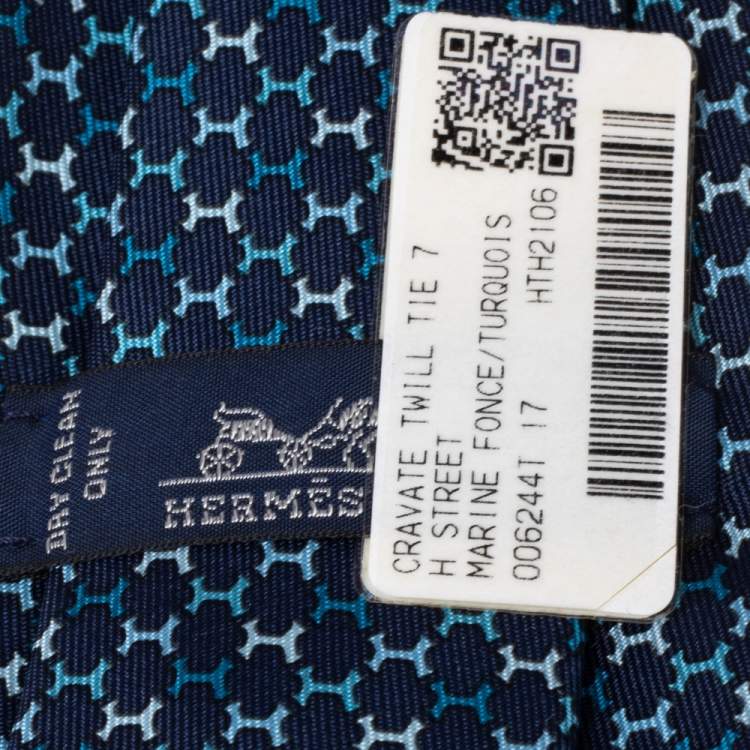 CRAVATE TWILL TIE 7
H STREET
MARINE FONCE/TURQUOIS
006244T 17 HTH2106
DRY CLEAN
ONLY
HERMÈS